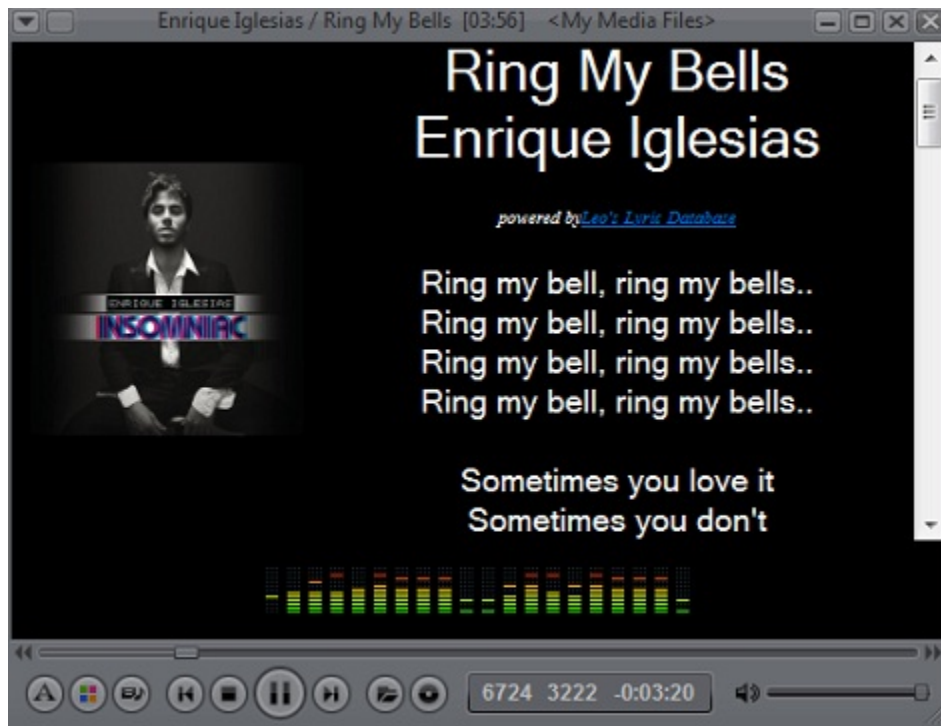 Enrique Iglesias / Ring My Bells [03:56] <My Media Files>
Ring My Bells
Enrique Iglesias
powered by Leo's Lyric Database
ENRIQUE IGLESIAS
INSOMNIAC
Ring my bell, ring my bells..
Ring my bell, ring my bells..
Ring my bell, ring my bells..
Ring my bell, ring my bells..
Sometimes you love it
Sometimes you don't
A
6724 3222 -0:03:20